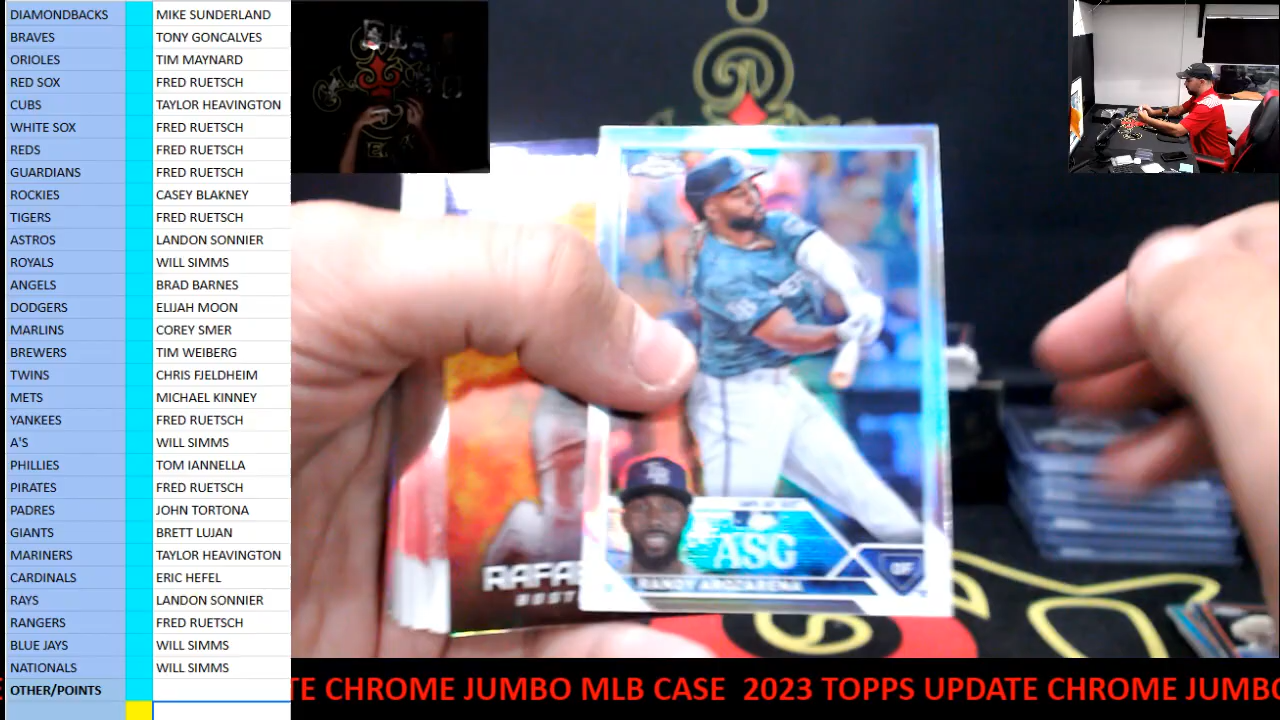 DIAMONDBACKS MIKE SUNDERLAND
BRAVES TONY GONCALVES
ORIOLES TIM MAYNARD
RED SOX FRED RUETSCH
CUBS TAYLOR HEAVINGTON
WHITE SOX FRED RUETSCH
REDS FRED RUETSCH
GUARDIANS FRED RUETSCH
ROCKIES CASEY BLAKNEY
TIGERS FRED RUETSCH
ASTROS LANDON SONNIER
ROYALS WILL SIMMS
ANGELS BRAD BARNES
DODGERS ELIJAH MOON
MARLINS COREY SMER
BREWERS TIM WEIBERG
TWINS CHRIS FJELDHEIM
METS MICHAEL KINNEY
YANKEES FRED RUETSCH
A'S WILL SIMMS
PHILLIES TOM IANNELLA
PIRATES FRED RUETSCH
PADRES JOHN TORTONA
GIANTS BRETT LUJAN
MARINERS TAYLOR HEAVINGTON
CARDINALS ERIC HEFEL
RAYS LANDON SONNIER
RANGERS FRED RUETSCH
BLUE JAYS WILL SIMMS
NATIONALS WILL SIMMS
OTHER/POINTS
ASG
RANDY AROZARENA
OF
RAFA
BOST
TE CHROME JUMBO MLB CASE 2023 TOPPS UPDATE CHROME JUMBO